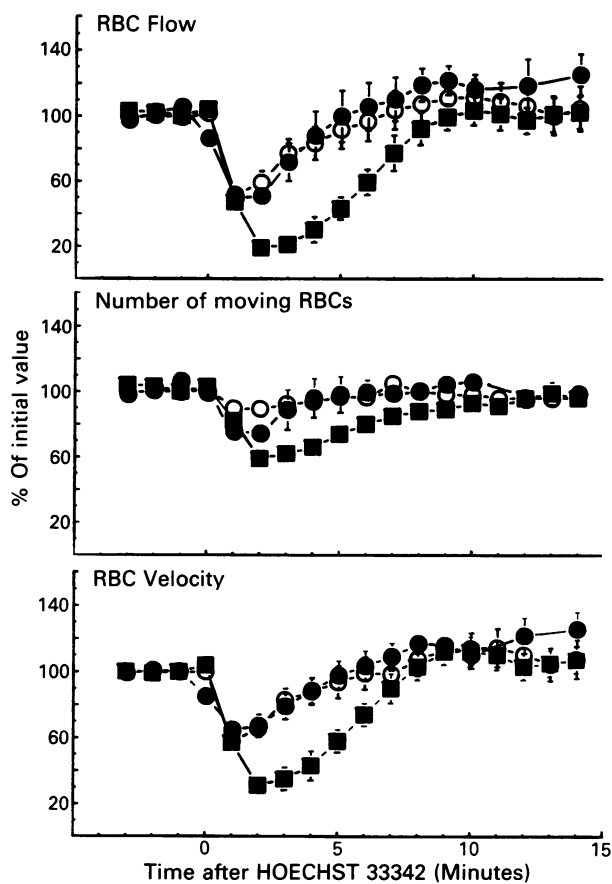 RBC Flow
140
100
60
20
Number of moving RBCs
140
100
60
20
% Of initial value
RBC Velocity
140
100
60
20
0 5 10 15
Time after HOECHST 33342 (Minutes)